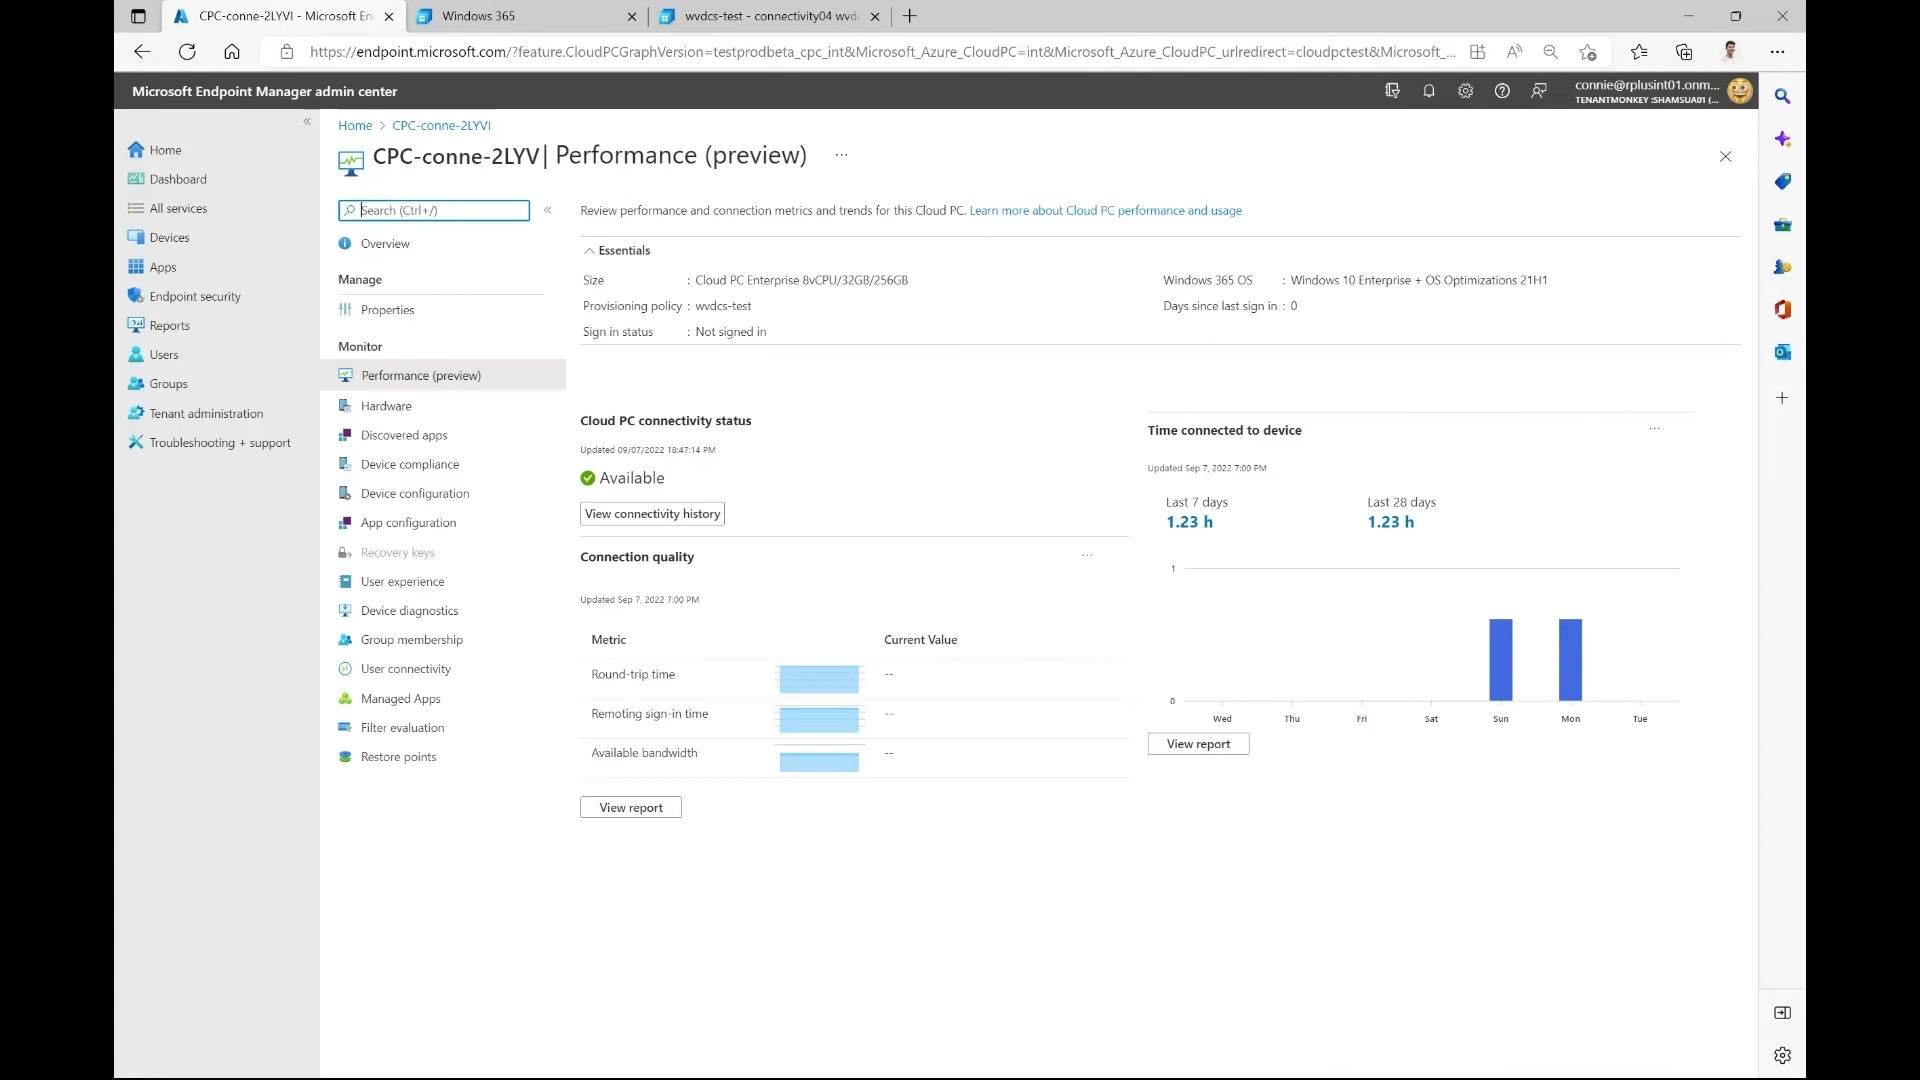 CPC-conne-2LYVI - Microsoft En
Windows 365
wvdcs-test - connectivity04 wvd
https://endpoint.microsoft.com/?feature.CloudPCGraphVersion=testprodbeta_cpc_int&Microsoft_Azure_CloudPC=int&Microsoft_Azure_CloudPC_urlredirect=cloudpctest&Microsoft_...
Microsoft Endpoint Manager admin center
connie@rplusint01.onm...
TENANTMONKEY :SHAMSUA01 (...
Home
Dashboard
All services
Devices
Apps
Endpoint security
Reports
Users
Groups
Tenant administration
Troubleshooting + support
Home > CPC-conne-2LYVI
CPC-conne-2LYV| Performance (preview) ...
Search (Ctrl+/)
Overview
Manage
Properties
Monitor
Performance (preview)
Hardware
Discovered apps
Device compliance
Device configuration
App configuration
Recovery keys
User experience
Device diagnostics
Group membership
User connectivity
Managed Apps
Filter evaluation
Restore points
Review performance and connection metrics and trends for this Cloud PC. Learn more about Cloud PC performance and usage
Essentials
Size : Cloud PC Enterprise 8vCPU/32GB/256GB
Provisioning policy : wvdcs-test
Sign in status : Not signed in
Windows 365 OS : Windows 10 Enterprise + OS Optimizations 21H1
Days since last sign in : 0
Cloud PC connectivity status
Updated 09/07/2022 18:47:14 PM
Available
View connectivity history
Connection quality ...
Updated Sep 7, 2022 7:00 PM
Metric Current Value
Round-trip time --
Remoting sign-in time --
Available bandwidth --
View report
Time connected to device ...
Updated Sep 7, 2022 7:00 PM
Last 7 days Last 28 days
1.23 h 1.23 h
1
0
Wed Thu Fri Sat Sun Mon Tue
View report